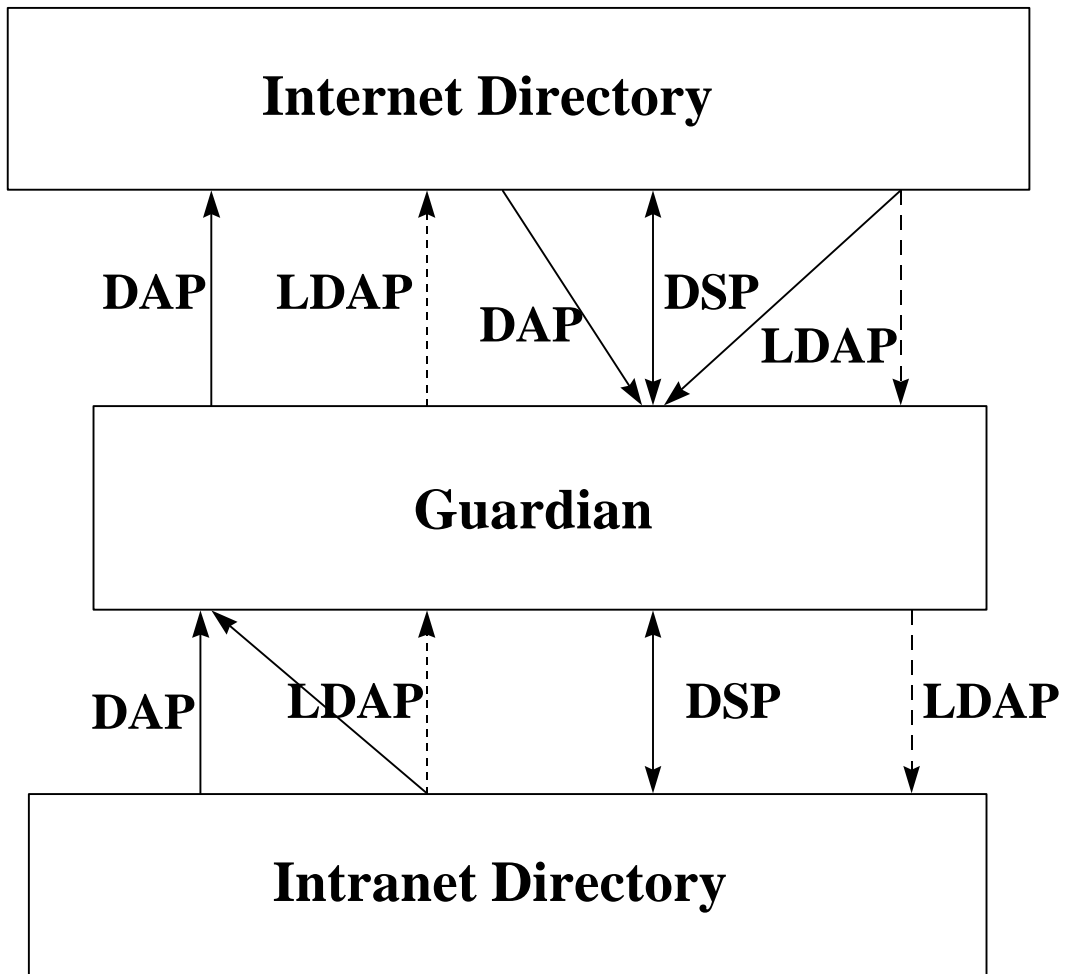 Internet Directory
DAP
LDAP
DAP
DSP
LDAP
Guardian
DAP
LDAP
DSP
LDAP
Intranet Directory